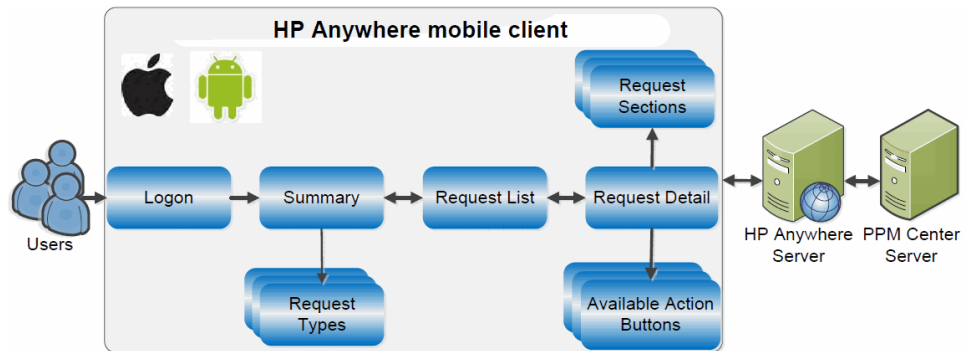 HP Anywhere mobile client
Request
Sections
Logon
Summary
Request List
Request Detail
Users
HP Anywhere
Server
PPM Center
Server
Request
Types
Available Action
Buttons